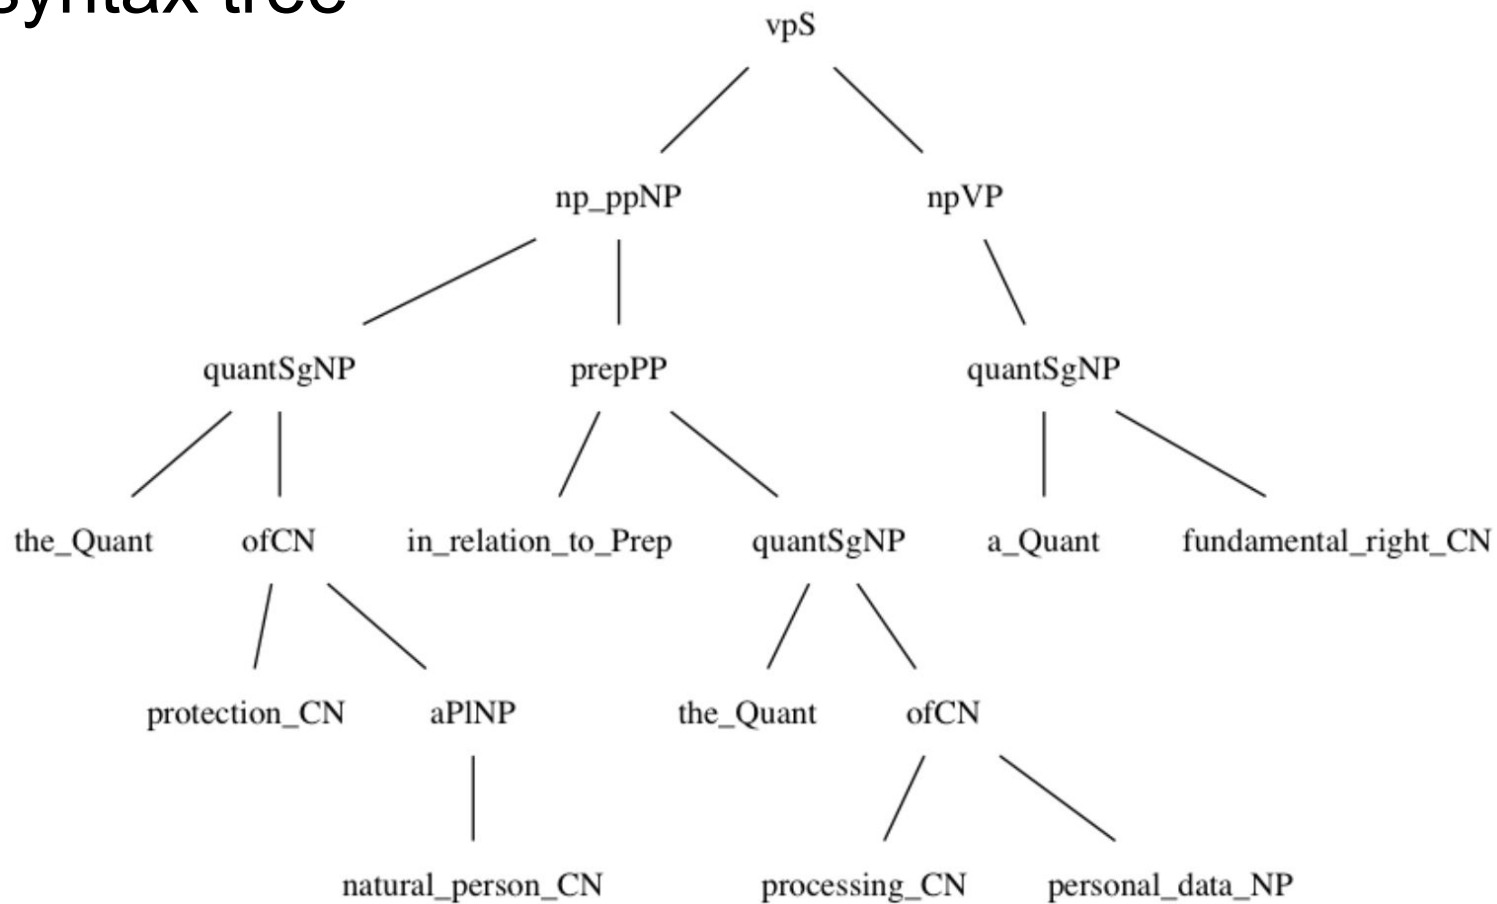 syntax tree
vpS
np_ppNP npVP
quantSgNP prepPP quantSgNP
the_Quant ofCN in_relation_to_Prep quantSgNP a_Quant fundamental_right_CN
protection_CN aPlNP the_Quant ofCN
natural_person_CN processing_CN personal_data_NP